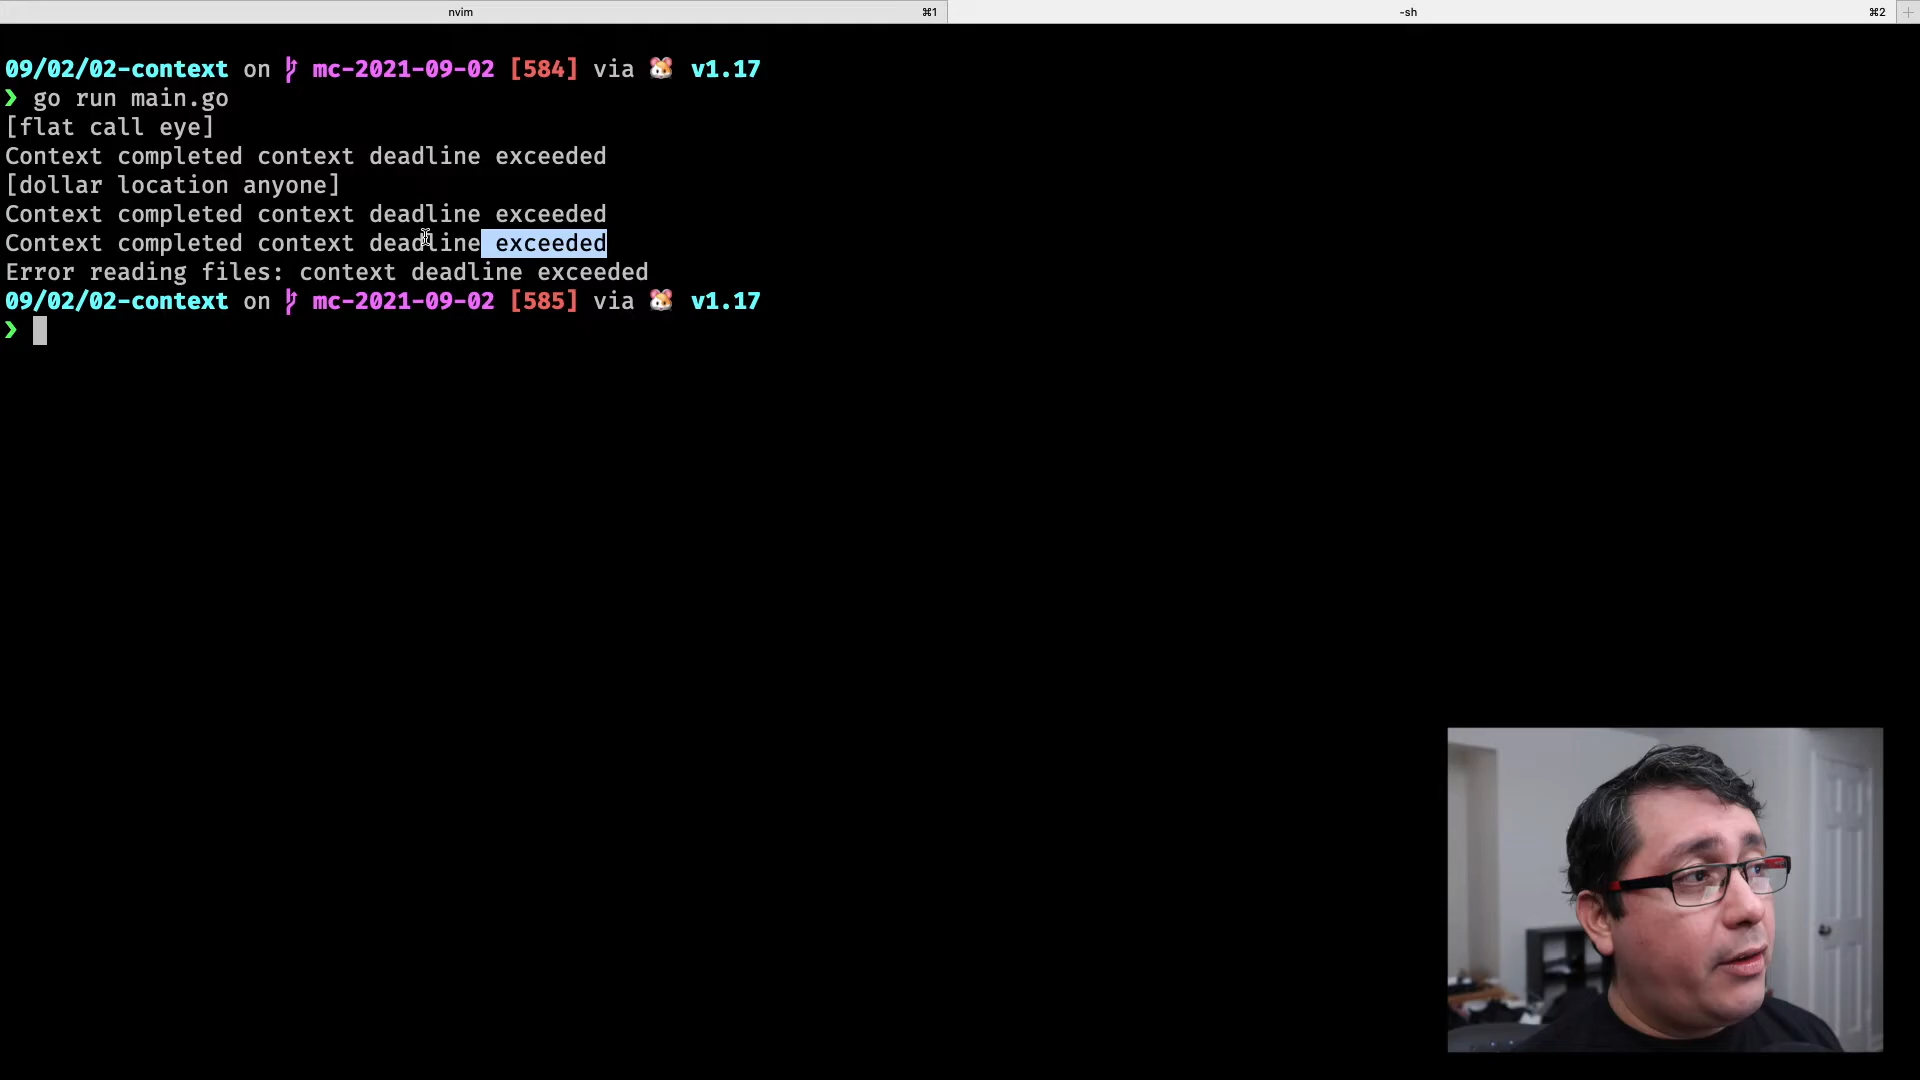 nvim ⌘1 -sh ⌘2
09/02/02-context on mc-2021-09-02 [584] via 🐹 v1.17
❯ go run main.go
[flat call eye]
Context completed context deadline exceeded
[dollar location anyone]
Context completed context deadline exceeded
Context completed context deadline exceeded
Error reading files: context deadline exceeded
09/02/02-context on mc-2021-09-02 [585] via 🐹 v1.17
❯